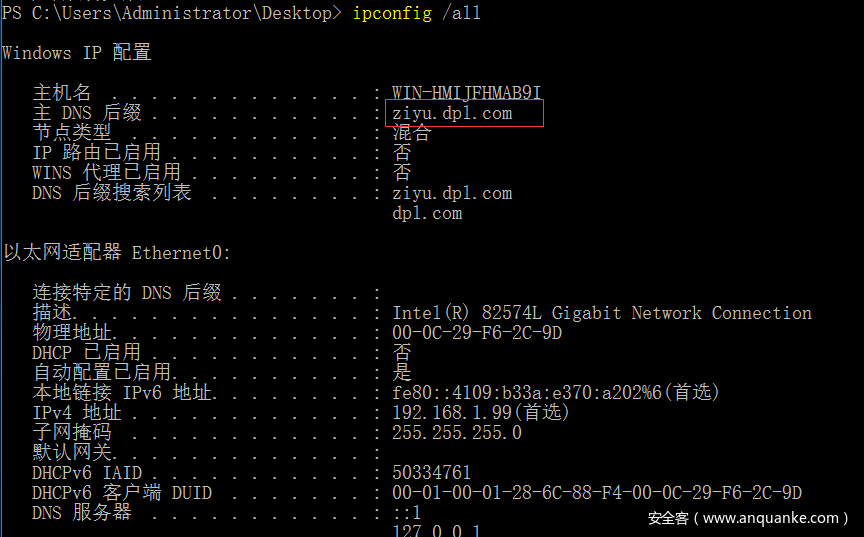 PS C:\Users\Administrator\Desktop> ipconfig /all
Windows IP 配置
主机名 . . . . . . . . . . . . . : WIN-HMIJFHMAB9I
主 DNS 后缀 . . . . . . . . . . . : ziyu.dpl.com
节点类型 . . . . . . . . . . . . : 混合
IP 路由已启用 . . . . . . . . . . : 否
WINS 代理已启用 . . . . . . . . . : 否
DNS 后缀搜索列表 . . . . . . . . : ziyu.dpl.com
dpl.com
以太网适配器 Ethernet0:
连接特定的 DNS 后缀 . . . . . . . :
描述. . . . . . . . . . . . . . . : Intel(R) 82574L Gigabit Network Connection
物理地址. . . . . . . . . . . . . : 00-0C-29-F6-2C-9D
DHCP 已启用 . . . . . . . . . . . : 否
自动配置已启用. . . . . . . . . . : 是
本地链接 IPv6 地址. . . . . . . . : fe80::4109:b33a:e370:a202%6(首选)
IPv4 地址 . . . . . . . . . . . . : 192.168.1.99(首选)
子网掩码 . . . . . . . . . . . . : 255.255.255.0
默认网关. . . . . . . . . . . . . :
DHCPv6 IAID . . . . . . . . . . . : 50334761
DHCPv6 客户端 DUID . . . . . . . : 00-01-00-01-28-6C-88-F4-00-0C-29-F6-2C-9D
DNS 服务器 . . . . . . . . . . . : ::1
127.0.0.1
安全客（www.anquanke.com）